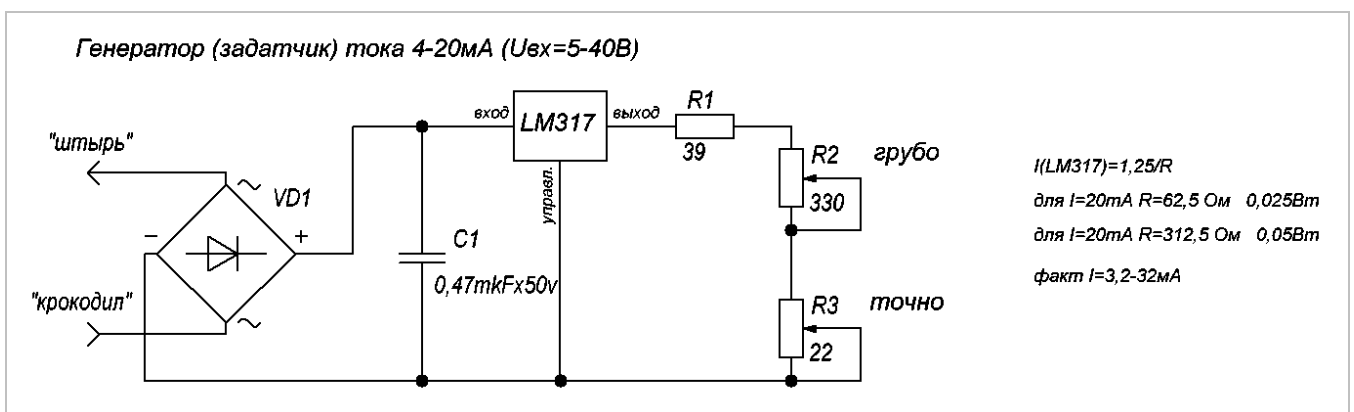 Генератор (задатчик) тока 4-20мА (Uвх=5-40В)
"штырь"
VD1
"крокодил"
C1
0,47mkFx50v
вход
LM317
выход
управл.
R1
39
R2
грубо
330
R3
точно
22
I(LM317)=1,25/R
для I=20mA R=62,5 Ом 0,025Вт
для I=20mA R=312,5 Ом 0,05Вт
факт I=3,2-32мА